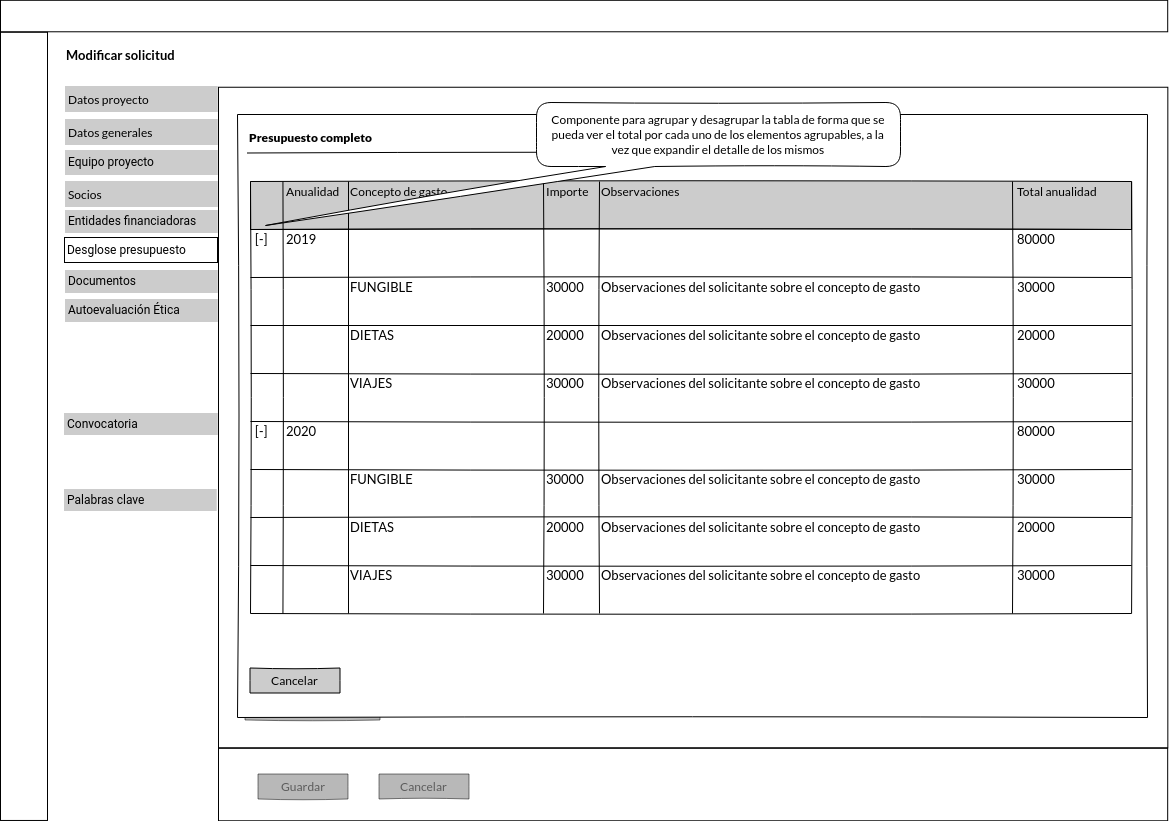 Modificar solicitud
Datos proyecto
Datos generales
Equipo proyecto
Socios
Entidades financiadoras
Desglose presupuesto
Documentos
Autoevaluación Ética
Convocatoria
Palabras clave
Componente para agrupar y desagrupar la tabla de forma que se
pueda ver el total por cada uno de los elementos agrupables, a la
vez que expandir el detalle de los mismos
Presupuesto completo
Anualidad Concepto de gasto Importe Observaciones Total anualidad
[-] 2019 80000
FUNGIBLE 30000 Observaciones del solicitante sobre el concepto de gasto 30000
DIETAS 20000 Observaciones del solicitante sobre el concepto de gasto 20000
VIAJES 30000 Observaciones del solicitante sobre el concepto de gasto 30000
[-] 2020 80000
FUNGIBLE 30000 Observaciones del solicitante sobre el concepto de gasto 30000
DIETAS 20000 Observaciones del solicitante sobre el concepto de gasto 20000
VIAJES 30000 Observaciones del solicitante sobre el concepto de gasto 30000
Cancelar
Guardar Cancelar